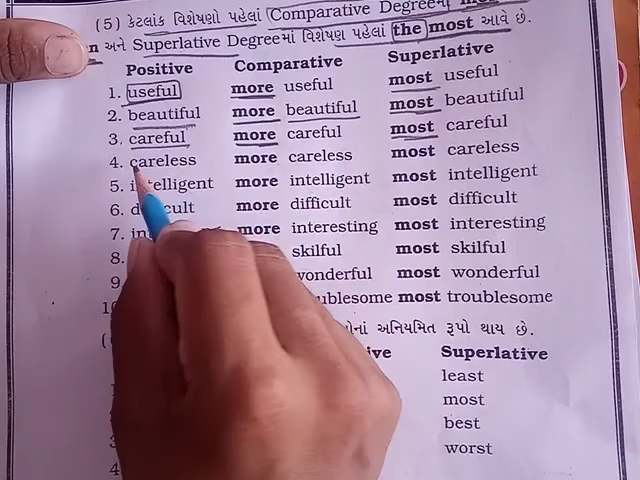 (5) કેટલાંક વિશેષણો પહેલાં Comparative Degreeમાં
અને Superlative Degreeમાં વિશેષણ પહેલાં the most આવે છે.
Positive Comparative Superlative
1. useful more useful most useful
2. beautiful more beautiful most beautiful
3. careful more careful most careful
4. careless more careless most careless
5. intelligent more intelligent most intelligent
6. more difficult most difficult
7. more interesting most interesting
8. skilful most skilful
9 wonderful most wonderful
most troublesome
અનિયમિત રૂપો થાય છે.
Superlative
least
most
best
worst
4